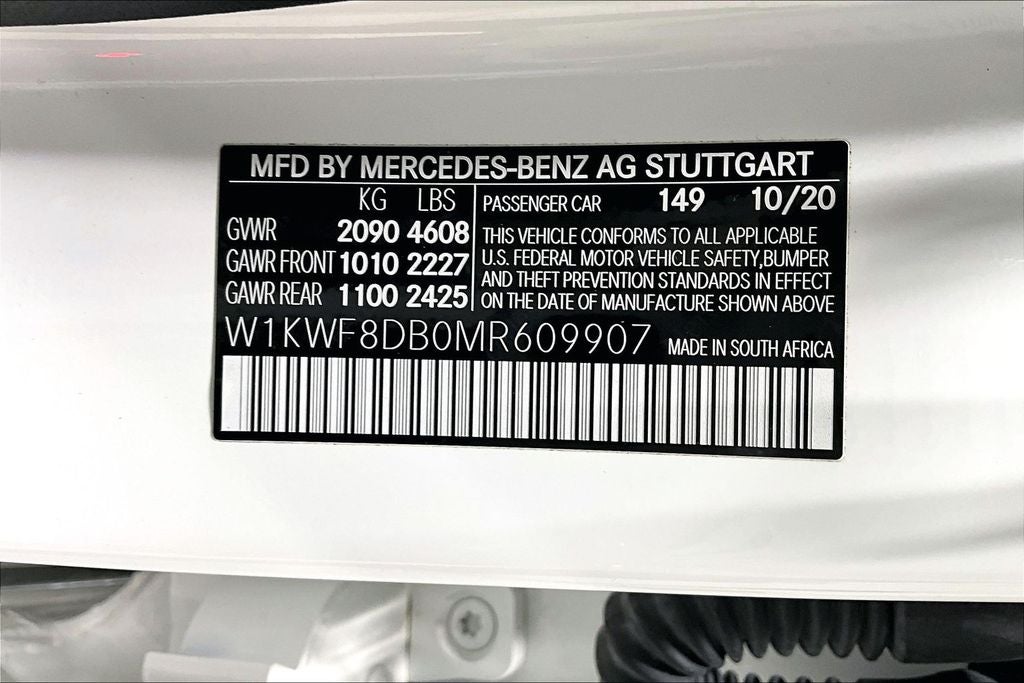 MFD BY MERCEDES-BENZ AG STUTTGART
KG LBS
GVWR 2090 4608
GAWR FRONT 1010 2227
GAWR REAR 1100 2425
PASSENGER CAR 149 10/20
THIS VEHICLE CONFORMS TO ALL APPLICABLE
U.S. FEDERAL MOTOR VEHICLE SAFETY,BUMPER
AND THEFT PREVENTION STANDARDS IN EFFECT
ON THE DATE OF MANUFACTURE SHOWN ABOVE
W1KWF8DB0MR609907 MADE IN SOUTH AFRICA